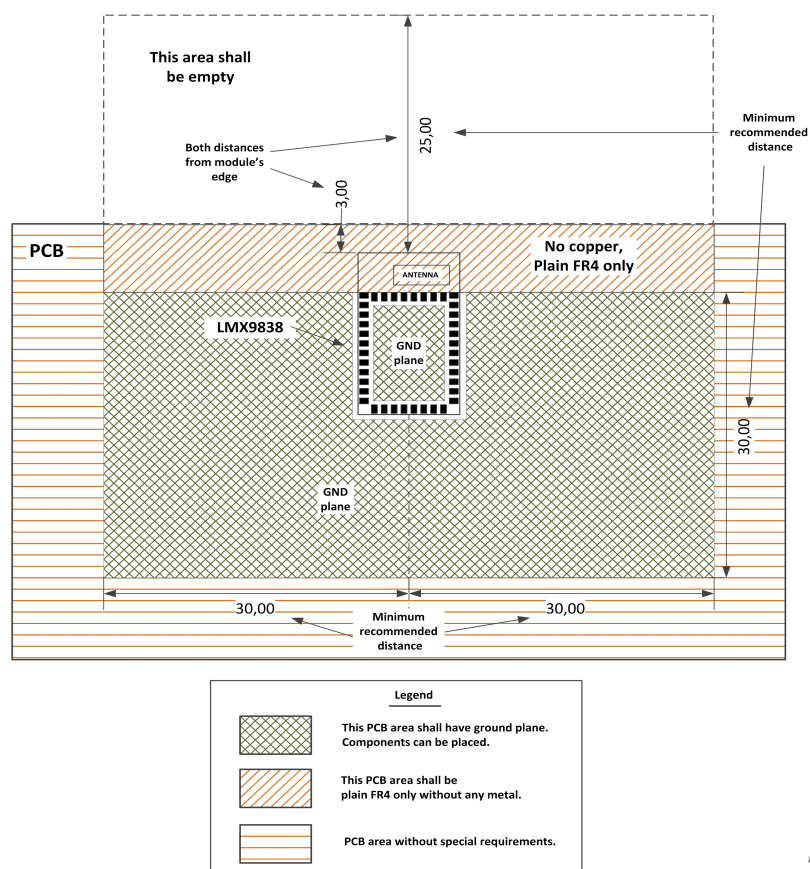 This area shall
be empty
25,00
Minimum
recommended
distance
Both distances
from module's
edge
3,00
PCB
No copper,
Plain FR4 only
ANTENNA
LMX9838
GND
plane
30,00
GND
plane
30,00
30,00
Minimum
recommended
distance
Legend
This PCB area shall have ground plane.
Components can be placed.
This PCB area shall be
plain FR4 only without any metal.
PCB area without special requirements.